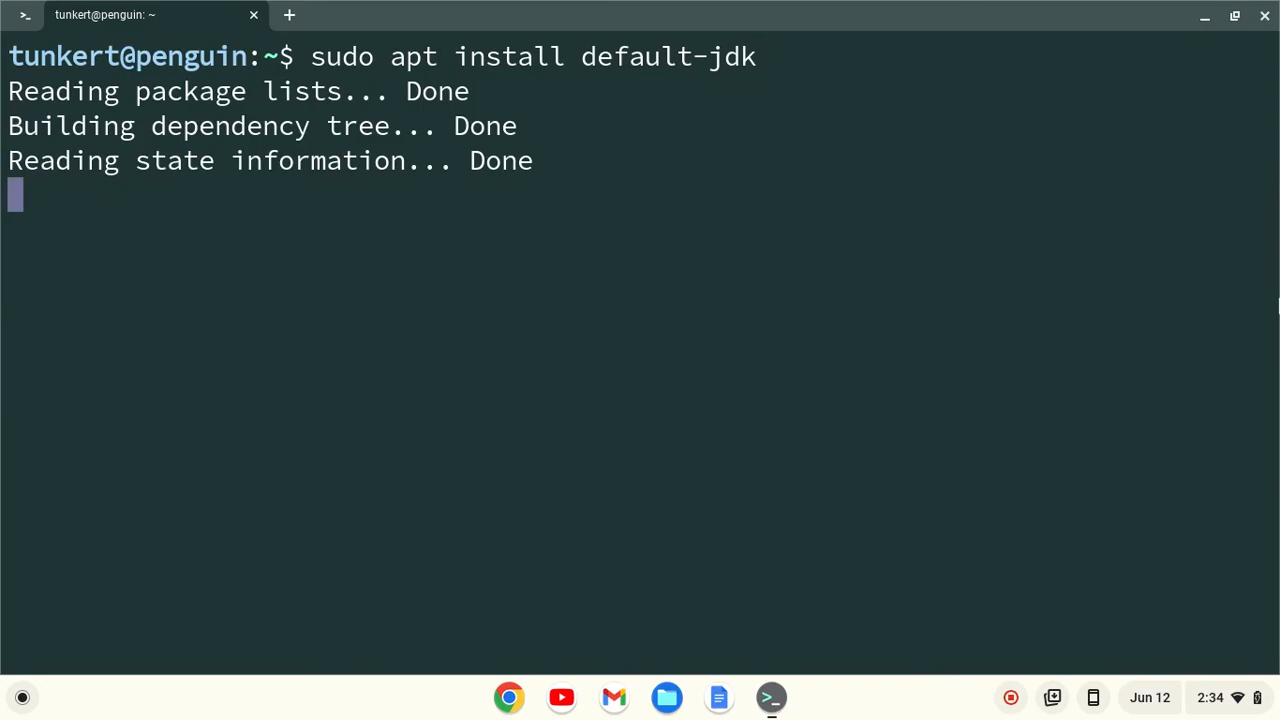 tunkert@penguin: ~
tunkert@penguin:~$ sudo apt install default-jdk
Reading package lists... Done
Building dependency tree... Done
Reading state information... Done
Jun 12
2:34